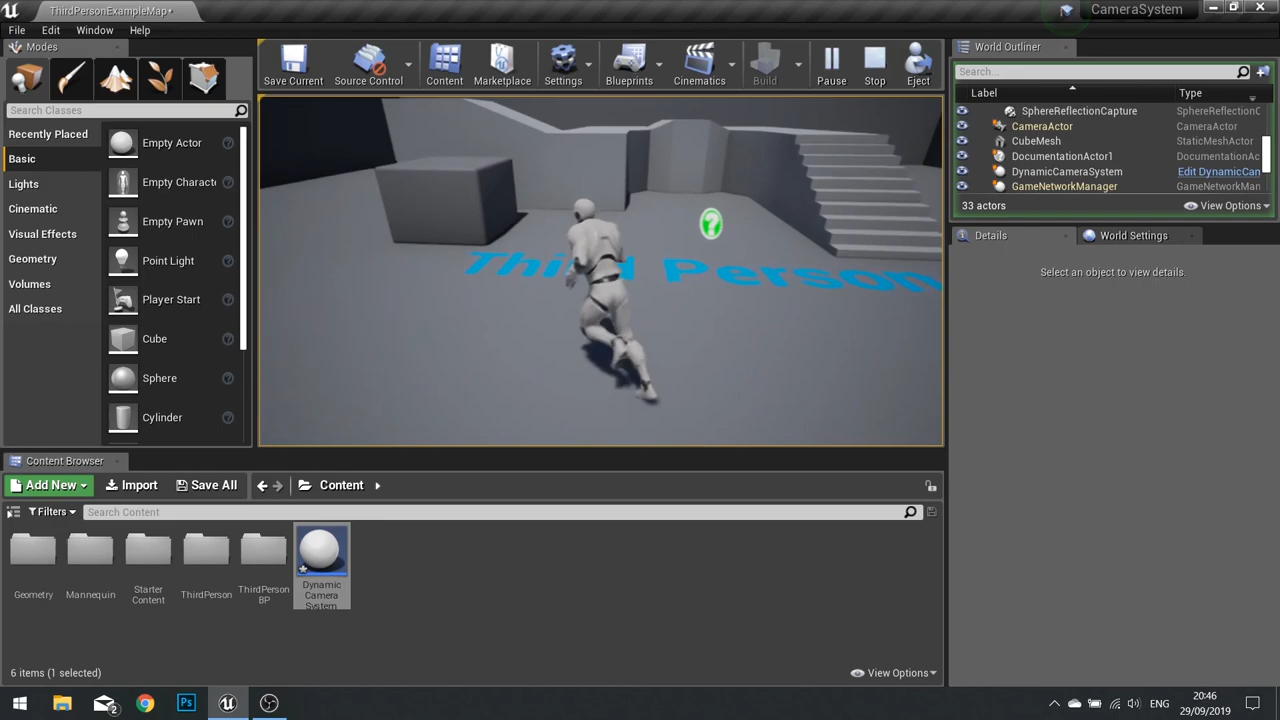 ThirdPersonExampleMap*
CameraSystem
File Edit Window Help
Modes
Search Classes
Recently Placed
Basic
Lights
Cinematic
Visual Effects
Geometry
Volumes
All Classes
Empty Actor
Empty Characte
Empty Pawn
Point Light
Player Start
Cube
Sphere
Cylinder
Save Current
Source Control
Content
Marketplace
Settings
Blueprints
Cinematics
Build
Pause
Stop
Eject
Third Person
World Outliner
Search...
Label Type
SphereReflectionCapture SphereReflectionC
CameraActor CameraActor
CubeMesh StaticMeshActor
DocumentationActor1 DocumentationAc
DynamicCameraSystem Edit DynamicCan
GameNetworkManager GameNetworkMan
33 actors View Options
Details
World Settings
Select an object to view details.
Content Browser
Add New Import Save All Content
Filters Search Content
Geometry
Mannequin
Starter
Content
ThirdPerson
ThirdPerson
BP
Dynamic
Camera
System
6 items (1 selected) View Options
Ps
2
ENG
20:46
29/09/2019